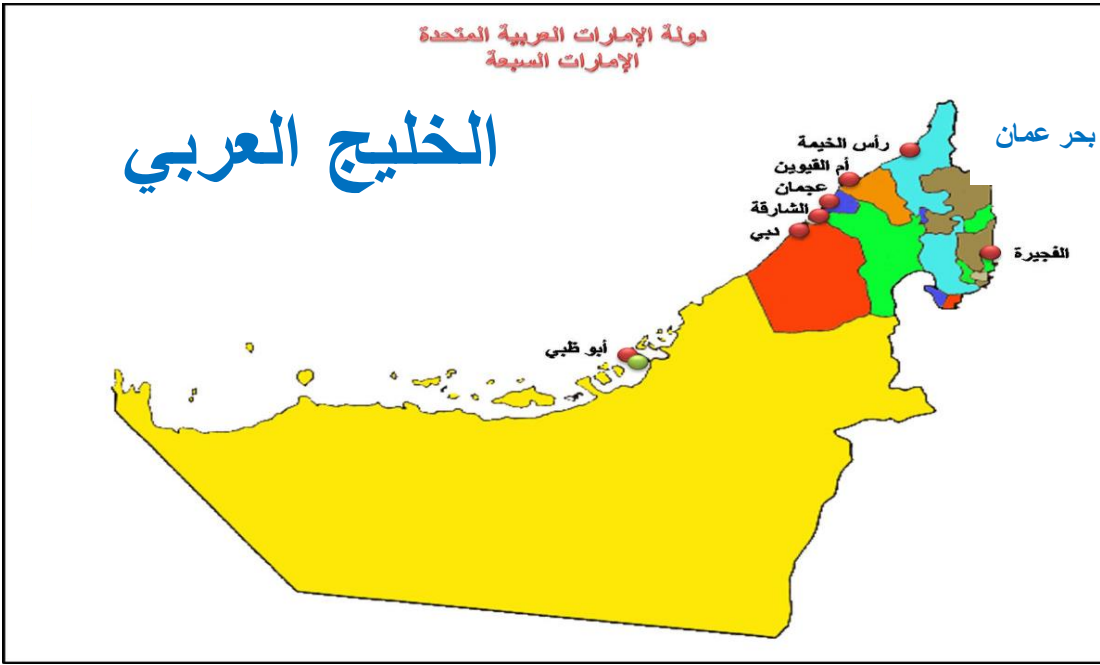 دولة الإمارات العربية المتحدة
الإمارات السبعة
الخليج العربي
بحر عمان
رأس الخيمة
أم القيوين
عجمان
الشارقة
دبي
الفجيرة
أبو ظبي